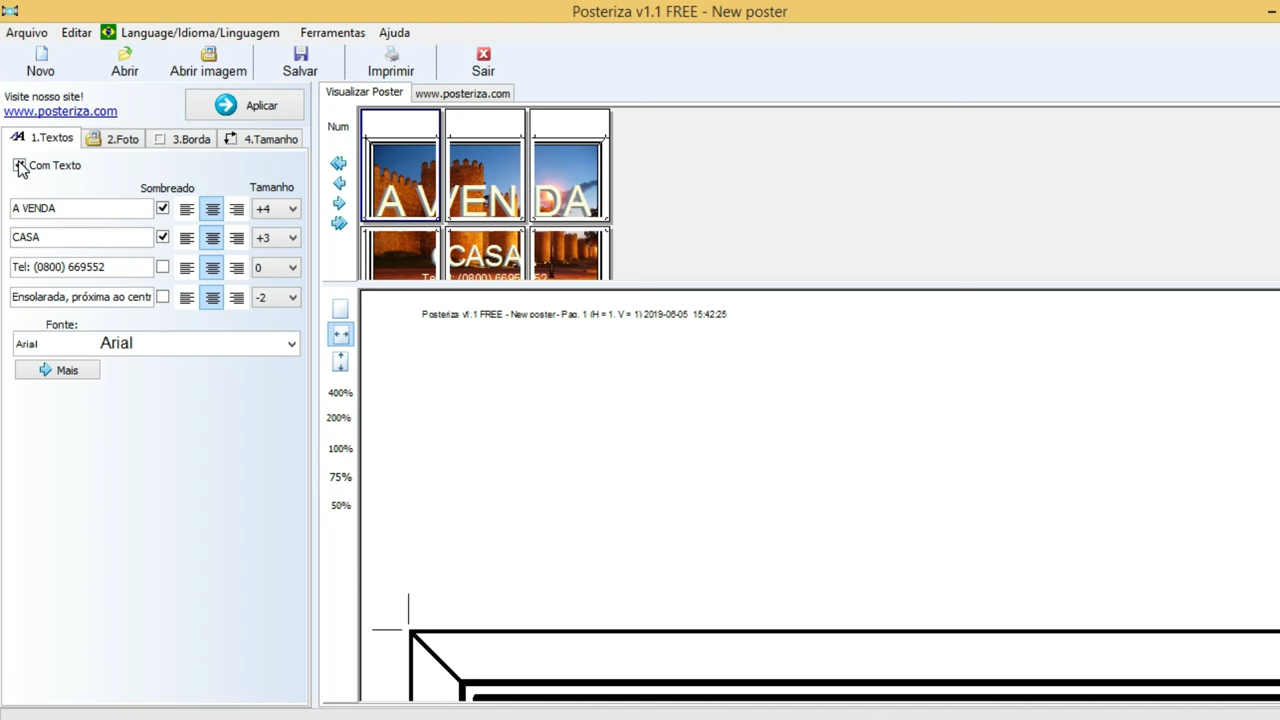 Posteriza v1.1 FREE - New poster
Arquivo Editar Language/Idioma/Linguagem Ferramentas Ajuda
Novo Abrir Abrir imagem Salvar Imprimir Sair
Visite nosso site!
www.posteriza.com
Aplicar
Visualizar Poster www.posteriza.com
1.Textos 2.Foto 3.Borda 4.Tamanho
Com Texto
Sombreado Tamanho
A VENDA +4
CASA +3
Tel: (0800) 669552 0
Ensolarada, próxima ao centr -2
Fonte:
Arial Arial
Mais
Num
A VENDA
CASA
Tel: (0800) 669552
Posteriza v1.1 FREE - New poster- Pag. 1 (H = 1, V = 1) 2019-06-05 15:42:25
400%
200%
100%
75%
50%